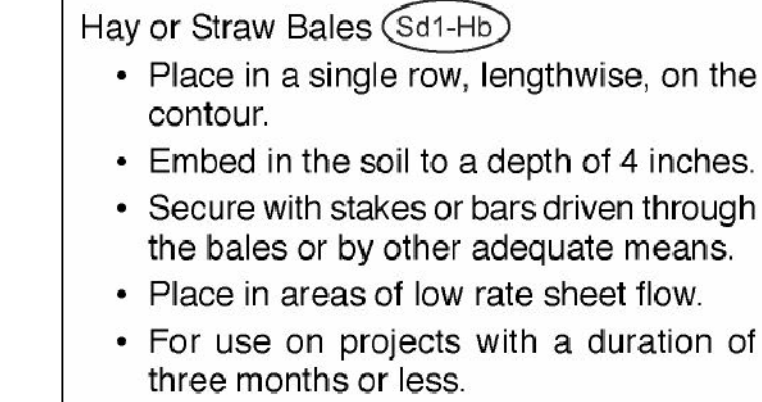 Hay or Straw Bales Sd1-Hb
• Place in a single row, lengthwise, on the
contour.
• Embed in the soil to a depth of 4 inches.
• Secure with stakes or bars driven through
the bales or by other adequate means.
• Place in areas of low rate sheet flow.
• For use on projects with a duration of
three months or less.